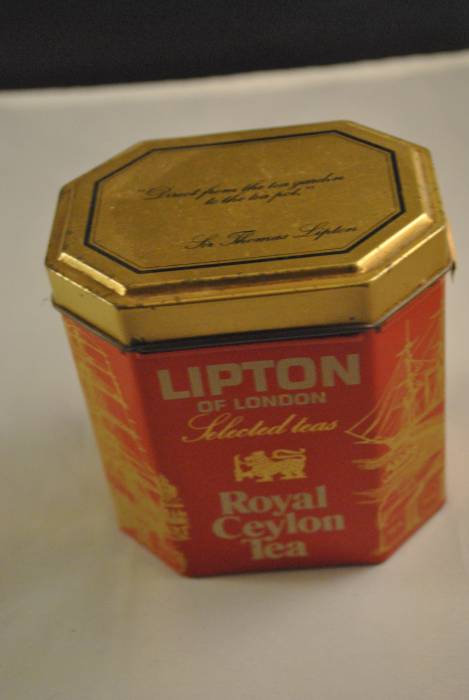 "Direct from the tea garden
to the tea pot."
Sir Thomas Lipton
LIPTON
OF LONDON
Selected teas
Royal
Ceylon
Tea